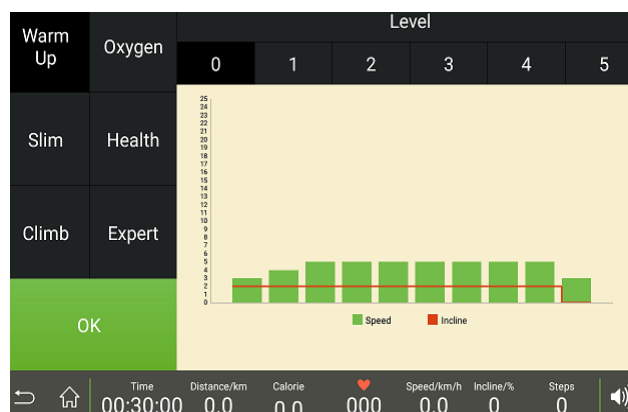 Level
Warm
Up
Oxygen
0 1 2 3 4 5
Slim
Health
Climb
Expert
OK
25
24
23
22
21
20
19
18
17
16
15
14
13
12
11
10
9
8
7
6
5
4
3
2
1
0
Speed Incline
Time Distance/km Calorie Speed/km/h Incline/% Steps
00:30:00 0.0 0.0 000 0.0 0 0